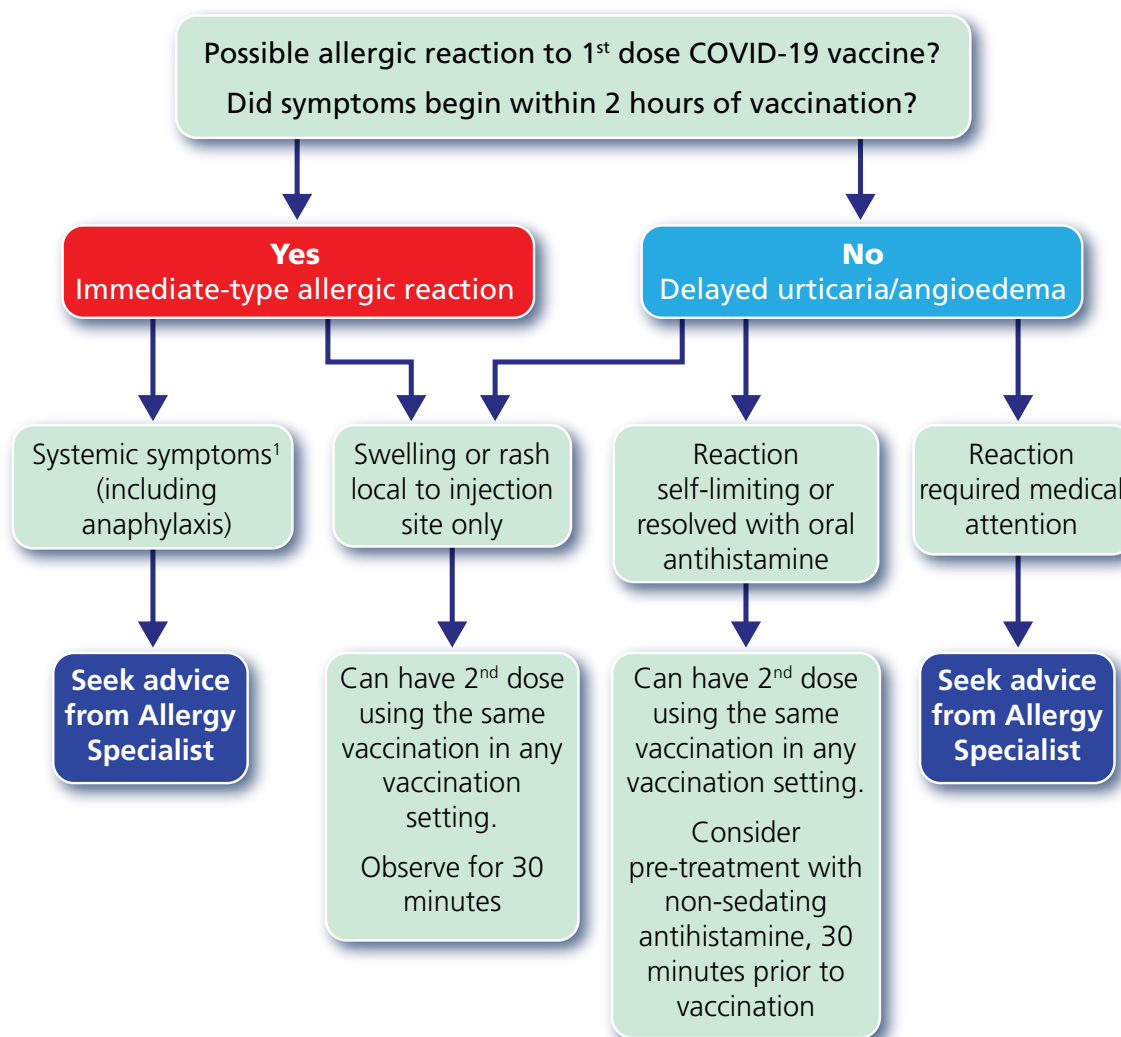 Possible allergic reaction to 1st dose COVID-19 vaccine?
Did symptoms begin within 2 hours of vaccination?
Yes
Immediate-type allergic reaction
No
Delayed urticaria/angioedema
Systemic symptoms1
(including
anaphylaxis)
Swelling or rash
local to injection
site only
Reaction
self-limiting or
resolved with oral
antihistamine
Reaction
required medical
attention
Seek advice
from Allergy
Specialist
Can have 2nd dose
using the same
vaccination in any
vaccination
setting.
Observe for 30
minutes
Can have 2nd dose
using the same
vaccination in any
vaccination setting.
Consider
pre-treatment with
non-sedating
antihistamine, 30
minutes prior to
vaccination
Seek advice
from Allergy
Specialist